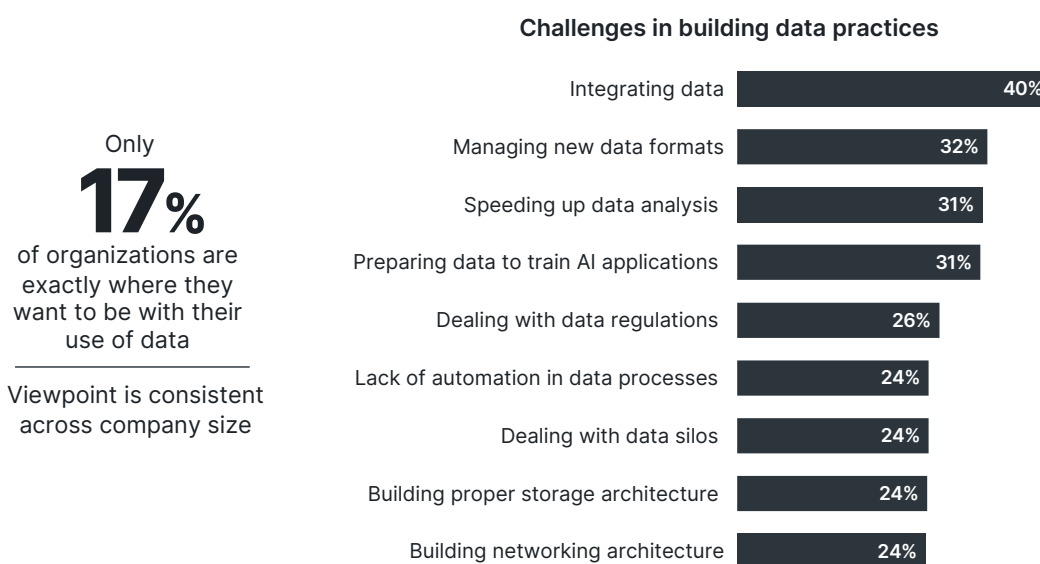 Challenges in building data practices
Only
17%
of organizations are
exactly where they
want to be with their
use of data
Viewpoint is consistent
across company size
Integrating data 40%
Managing new data formats 32%
Speeding up data analysis 31%
Preparing data to train AI applications 31%
Dealing with data regulations 26%
Lack of automation in data processes 24%
Dealing with data silos 24%
Building proper storage architecture 24%
Building networking architecture 24%